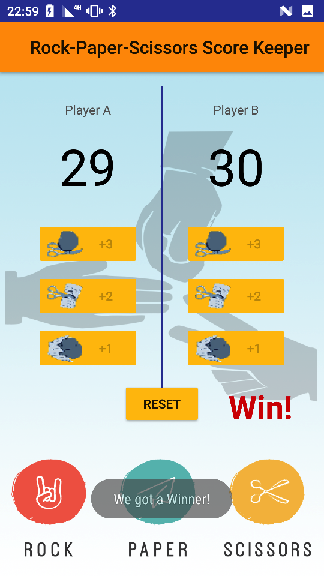 22:59
4G
Rock-Paper-Scissors Score Keeper
Player A
Player B
29
30
+3
+3
+2
+2
+1
+1
RESET
Win!
We got a Winner!
ROCK
PAPER
SCISSORS